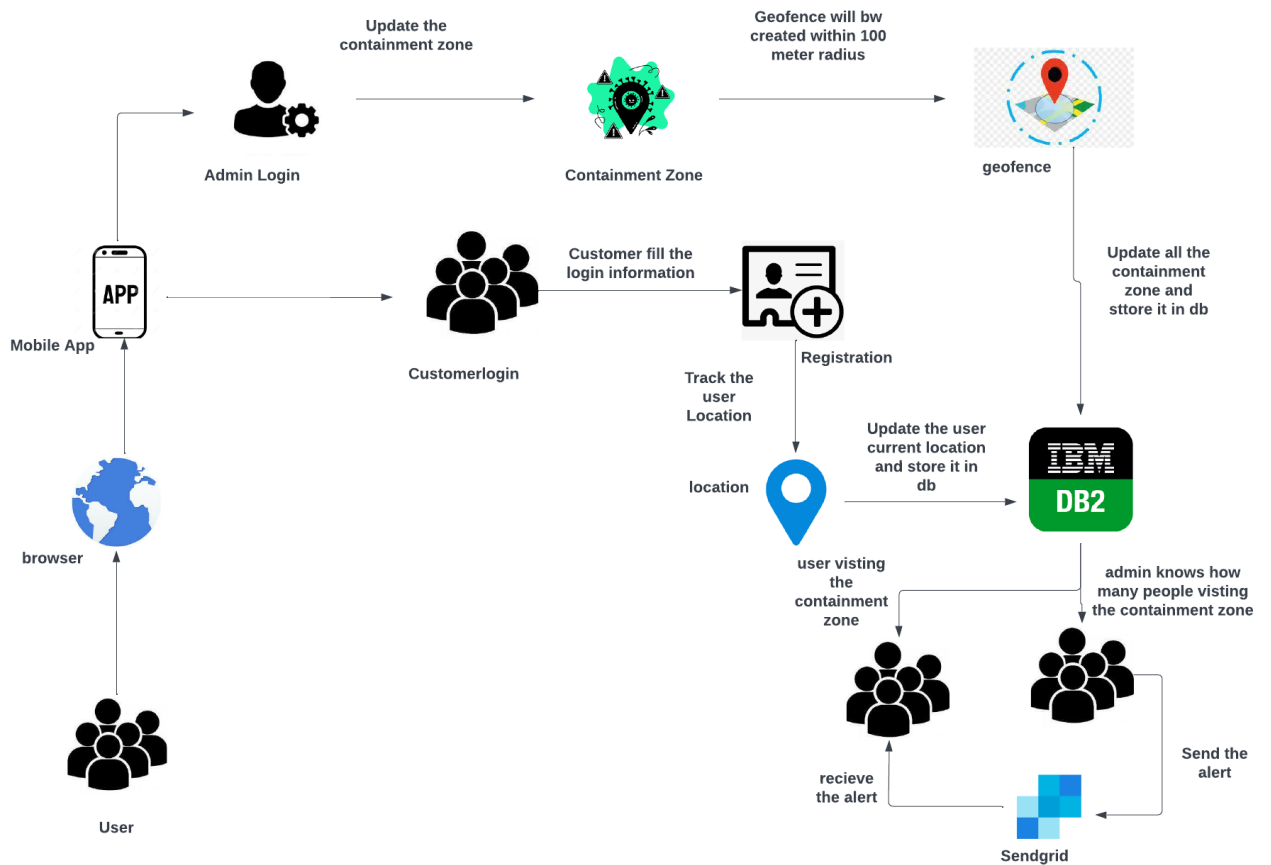 Update the
containment zone
Geofence will bw
created within 100
meter radius
Admin Login
Containment Zone
geofence
APP
Mobile App
Customer fill the
login information
Customerlogin
Registration
Update all the
containment
zone and
sttore it in db
Track the
user
Location
location
Update the user
current location
and store it in
db
IBM
DB2
browser
user visting
the
containment
zone
admin knows how
many people visting
the containment zone
User
recieve
the alert
Send the
alert
Sendgrid